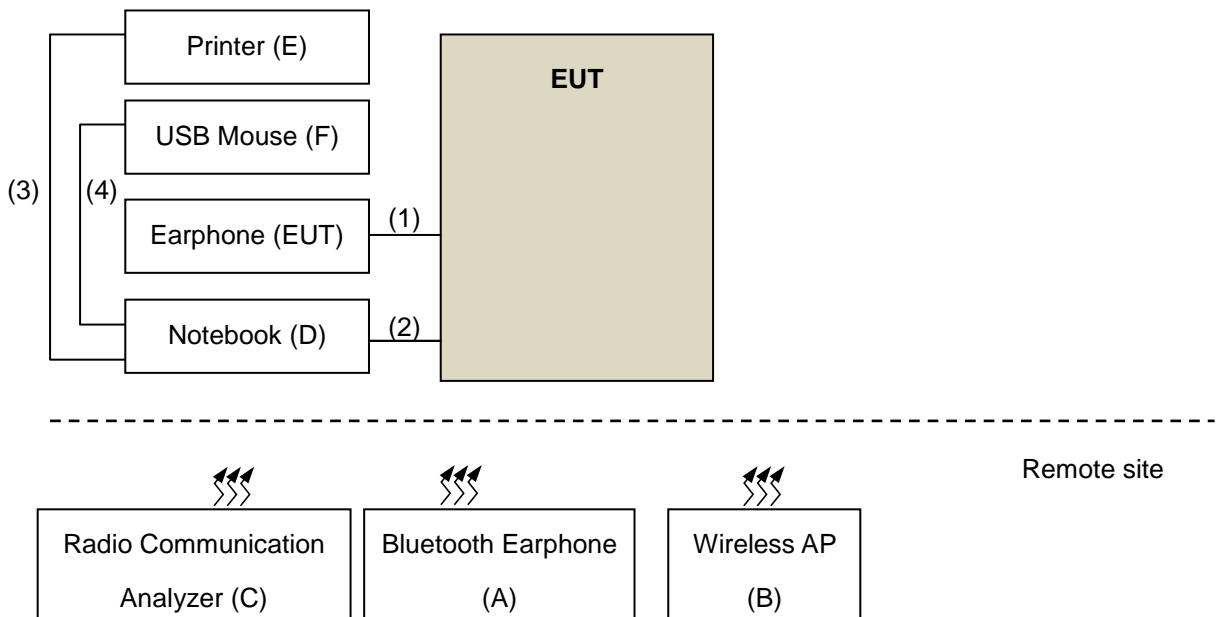 Printer (E)
EUT
USB Mouse (F)
(3)
(4)
Earphone (EUT)
(1)
Notebook (D)
(2)
Remote site
Radio Communication
Analyzer (C)
Bluetooth Earphone
(A)
Wireless AP
(B)